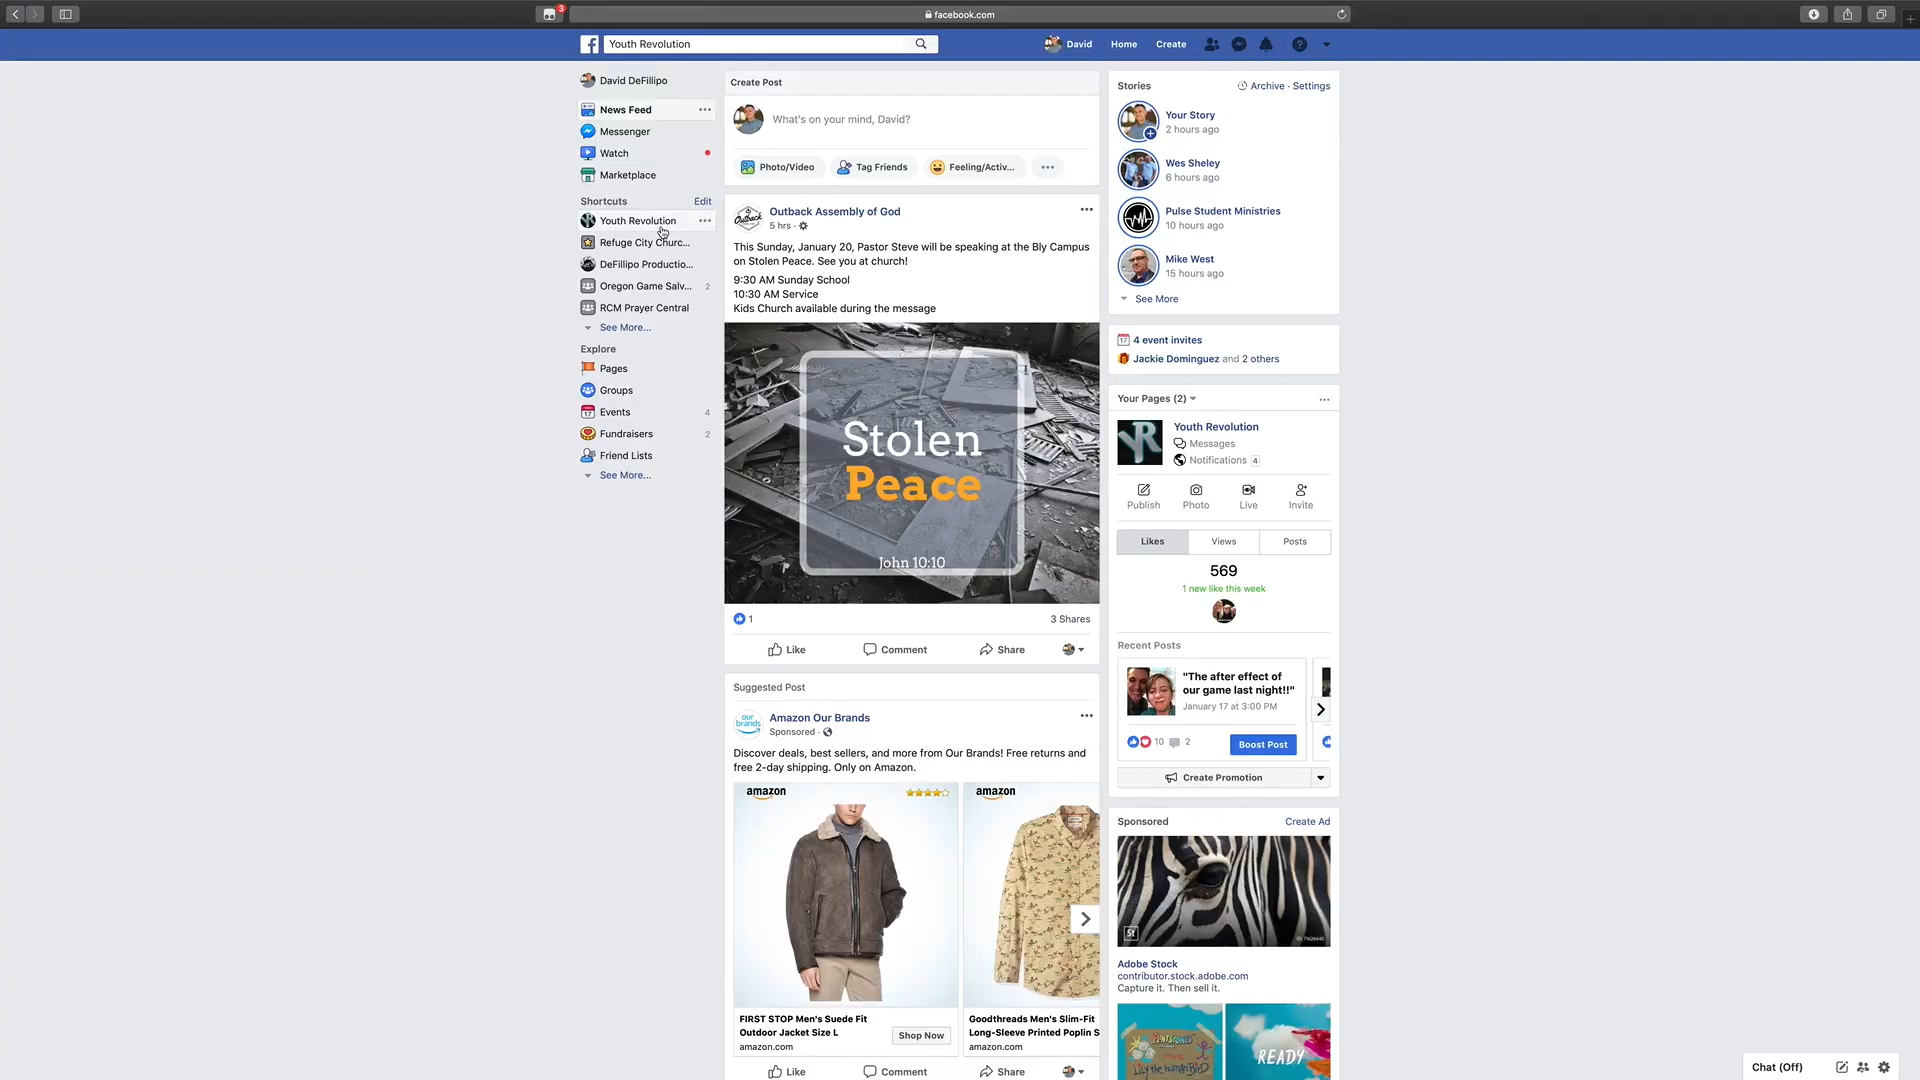 3
facebook.com
Youth Revolution
David
Home
Create
David DeFillipo
News Feed
Messenger
Watch
Marketplace
Shortcuts
Edit
Youth Revolution
Refuge City Churc...
DeFillipo Productio...
Oregon Game Salv...
2
RCM Prayer Central
See More...
Explore
Pages
Groups
Events
4
Fundraisers
2
Friend Lists
See More...
Create Post
What's on your mind, David?
Photo/Video
Tag Friends
Feeling/Activ...
Outback Assembly of God
5 hrs ·
This Sunday, January 20, Pastor Steve will be speaking at the Bly Campus
on Stolen Peace. See you at church!
9:30 AM Sunday School
10:30 AM Service
Kids Church available during the message
Stolen
Peace
John 10:10
1
3 Shares
Like
Comment
Share
Suggested Post
our
brands
Amazon Our Brands
Sponsored ·
Discover deals, best sellers, and more from Our Brands! Free returns and
free 2-day shipping. Only on Amazon.
amazon
amazon
FIRST STOP Men's Suede Fit
Outdoor Jacket Size L
amazon.com
Shop Now
Goodthreads Men's Slim-Fit
Long-Sleeve Printed Poplin S
amazon.com
Like
Comment
Share
Stories
Archive · Settings
Your Story
2 hours ago
Wes Sheley
6 hours ago
Pulse Student Ministries
10 hours ago
Mike West
15 hours ago
See More
17
4 event invites
Jackie Dominguez and 2 others
Your Pages (2)
YR
Youth Revolution
Messages
Notifications 4
Publish
Photo
Live
Invite
Likes
Views
Posts
569
1 new like this week
Recent Posts
"The after effect of
our game last night!!"
January 17 at 3:00 PM
10
2
Boost Post
Create Promotion
Sponsored
Create Ad
St
Adobe Stock
contributor.stock.adobe.com
Capture it. Then sell it.
READY
Chat (Off)